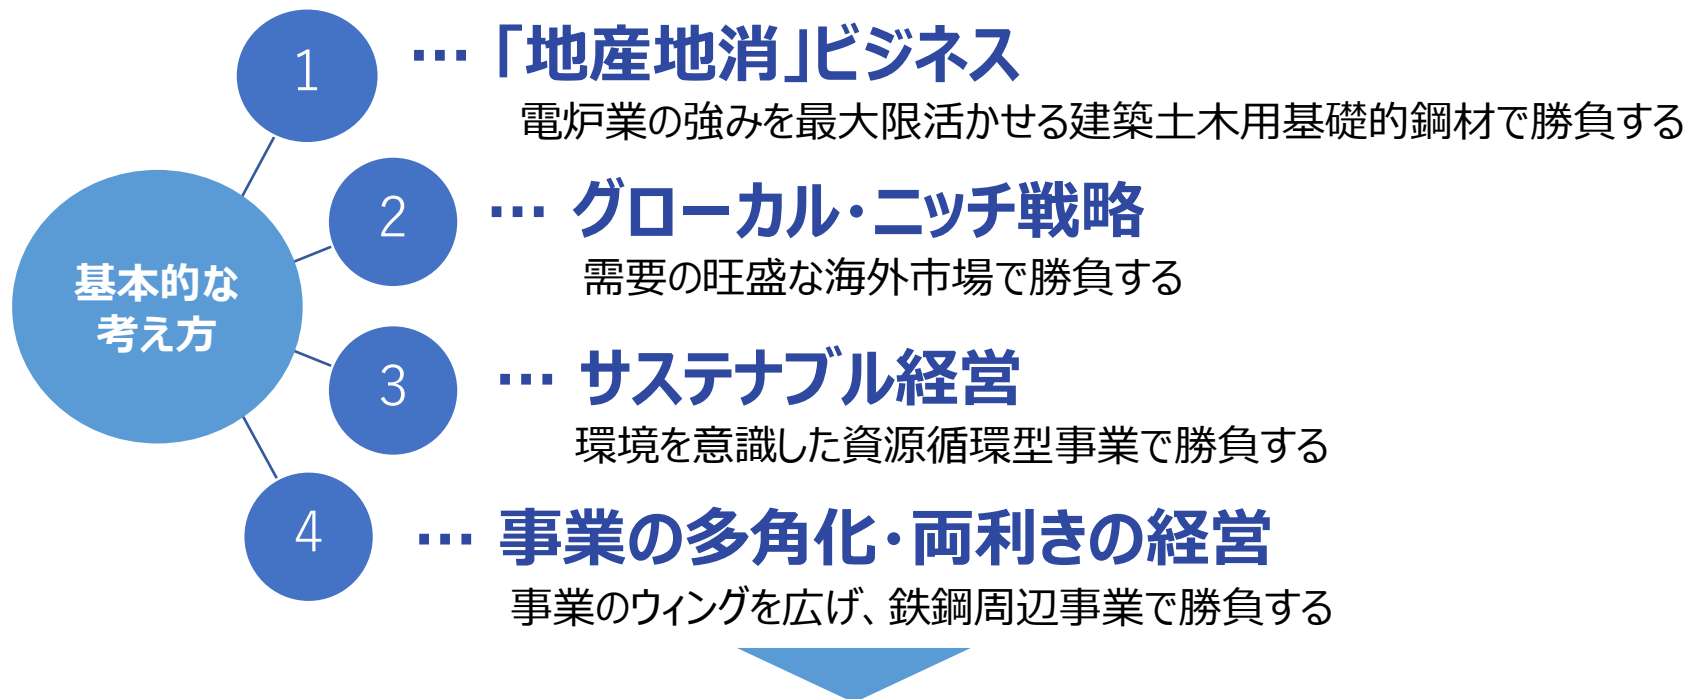 1
…「地産地消」ビジネス
電炉業の強みを最大限活かせる建築土木用基礎的鋼材で勝負する
2
… グローカル・ニッチ戦略
需要の旺盛な海外市場で勝負する
基本的な
考え方
3
… サステナブル経営
環境を意識した資源循環型事業で勝負する
4
… 事業の多角化・両利きの経営
事業のウィングを広げ、鉄鋼周辺事業で勝負する